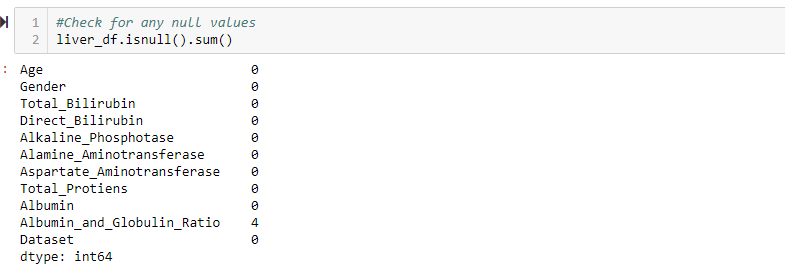 1 #Check for any null values
2 liver_df.isnull().sum()
: Age 0
Gender 0
Total_Bilirubin 0
Direct_Bilirubin 0
Alkaline_Phosphotase 0
Alamine_Aminotransferase 0
Aspartate_Aminotransferase 0
Total_Protiens 0
Albumin 0
Albumin_and_Globulin_Ratio 4
Dataset 0
dtype: int64